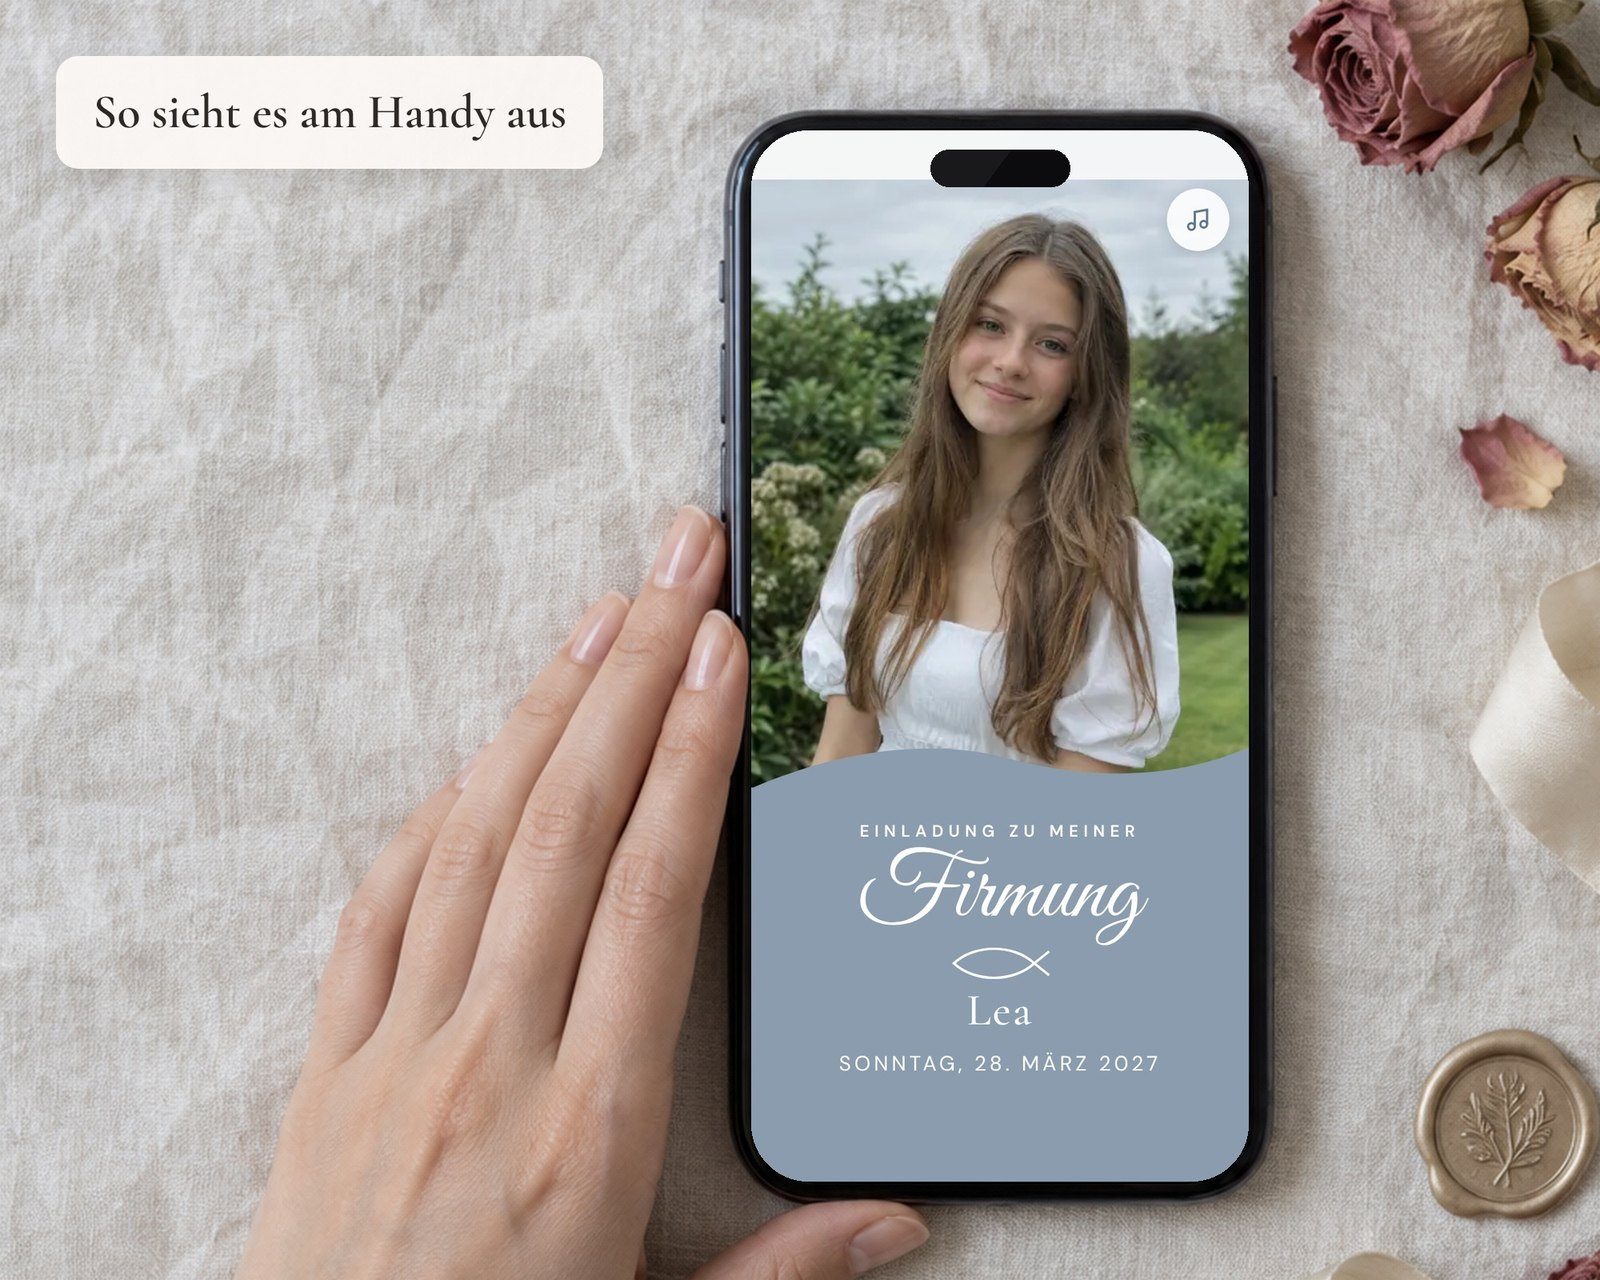 So sieht es am Handy aus
EINLADUNG ZU MEINER
Firmung
Lea
SONNTAG, 28. MÄRZ 2027